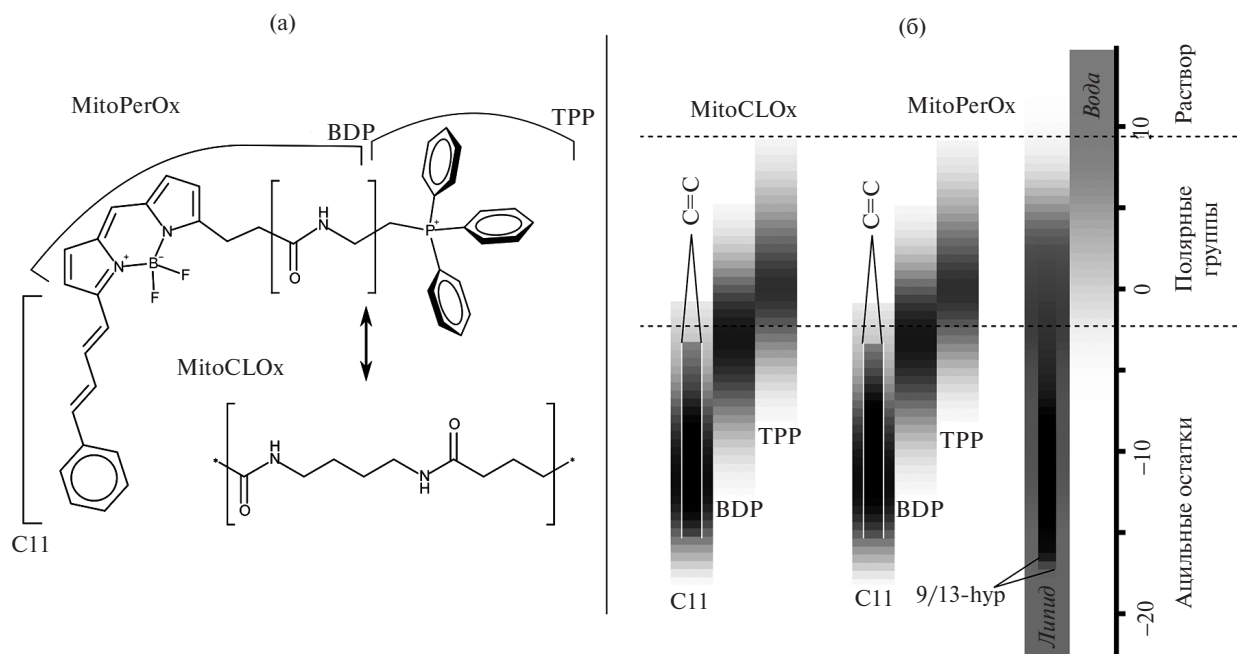 (а)
MitoPerOx
BDP
TPP
H
N
O
P+
N
N+
B-
F
F
MitoCLOx
O
H
N
N
H
O
*
*
C11
(б)
MitoCLOx
MitoPerOx
C=C
C=C
TPP
TPP
BDP
BDP
C11
C11
9/13-hyp
Липид
Вода
10
0
−10
−20
Раствор
Полярные группы
Ацильные остатки